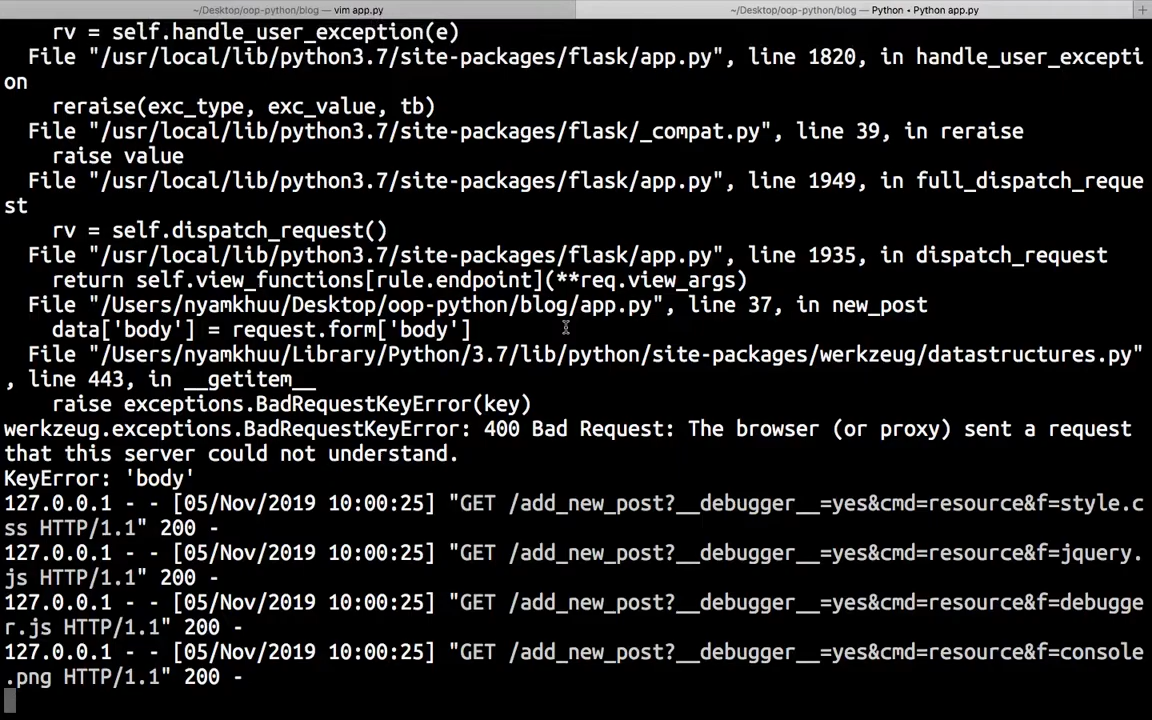 ~/Desktop/oop-python/blog — vim app.py
~/Desktop/oop-python/blog — Python • Python app.py
+
rv = self.handle_user_exception(e)
File "/usr/local/lib/python3.7/site-packages/flask/app.py", line 1820, in handle_user_excepti
on
reraise(exc_type, exc_value, tb)
File "/usr/local/lib/python3.7/site-packages/flask/_compat.py", line 39, in reraise
raise value
File "/usr/local/lib/python3.7/site-packages/flask/app.py", line 1949, in full_dispatch_reque
st
rv = self.dispatch_request()
File "/usr/local/lib/python3.7/site-packages/flask/app.py", line 1935, in dispatch_request
return self.view_functions[rule.endpoint](**req.view_args)
File "/Users/nyamkhuu/Desktop/oop-python/blog/app.py", line 37, in new_post
data['body'] = request.form['body']
File "/Users/nyamkhuu/Library/Python/3.7/lib/python/site-packages/werkzeug/datastructures.py"
, line 443, in __getitem__
raise exceptions.BadRequestKeyError(key)
werkzeug.exceptions.BadRequestKeyError: 400 Bad Request: The browser (or proxy) sent a request
that this server could not understand.
KeyError: 'body'
127.0.0.1 - - [05/Nov/2019 10:00:25] "GET /add_new_post?__debugger__=yes&cmd=resource&f=style.c
ss HTTP/1.1" 200 -
127.0.0.1 - - [05/Nov/2019 10:00:25] "GET /add_new_post?__debugger__=yes&cmd=resource&f=jquery.
js HTTP/1.1" 200 -
127.0.0.1 - - [05/Nov/2019 10:00:25] "GET /add_new_post?__debugger__=yes&cmd=resource&f=debugge
r.js HTTP/1.1" 200 -
127.0.0.1 - - [05/Nov/2019 10:00:25] "GET /add_new_post?__debugger__=yes&cmd=resource&f=console
.png HTTP/1.1" 200 -